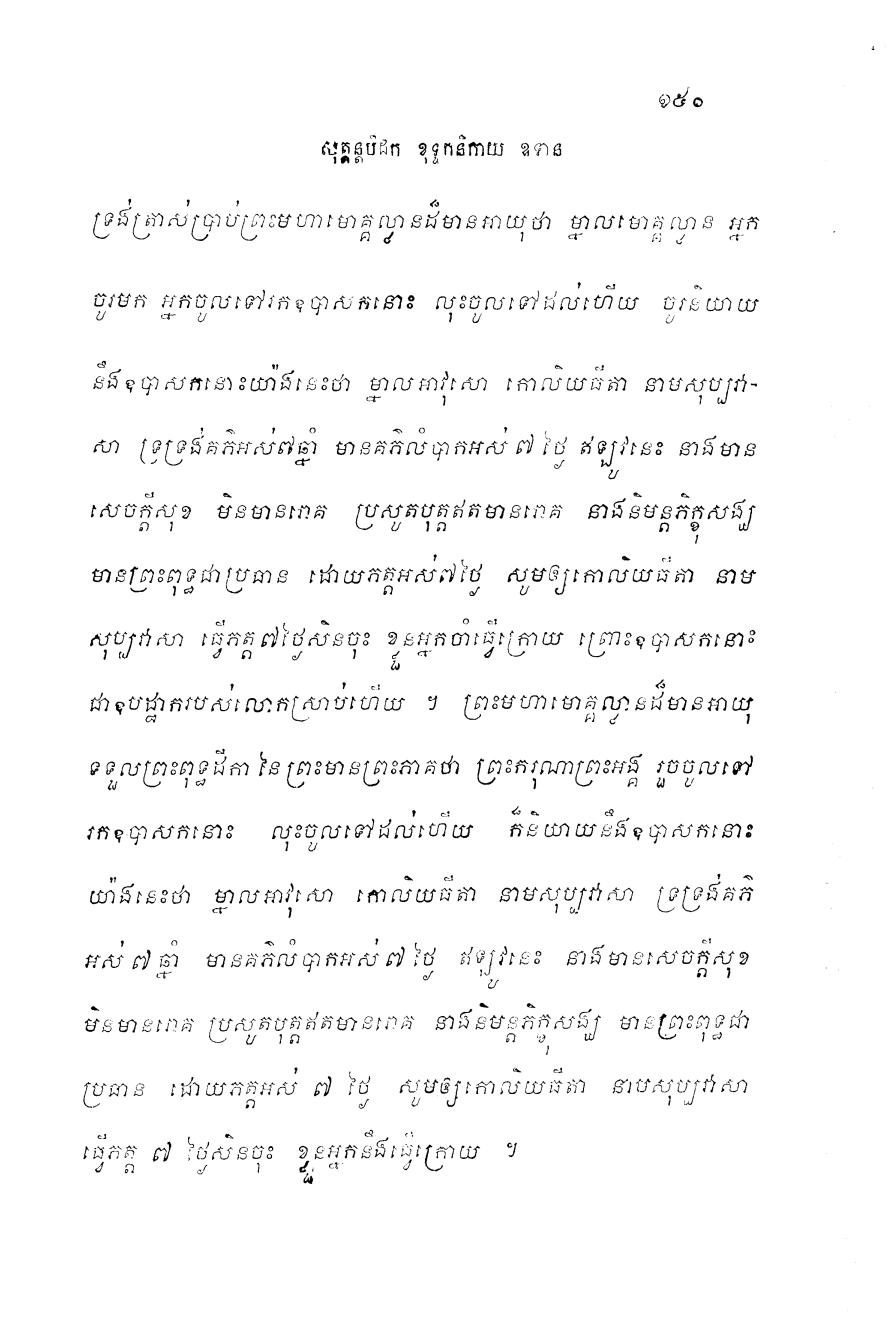 ១៥០
សុត្តន្តបិដក ខុទ្ទកនិកាយ ឧទាន
ទ្រង់ត្រាស់ប្រាប់ព្រះមហាមោគ្គល្លានដ៏មានអាយុថា ម្នាលមោគ្គល្លាន អ្នក
ចូរមក អ្នកចូលទៅរកឧបាសកនោះ លុះចូលទៅដល់ហើយ ចូរនិយាយ
នឹងឧបាសកនោះយ៉ាងនេះថា ម្នាលអាវុសោ កោលិយធីតា នាមសុប្បវា-
សា ទ្រទ្រង់គភ៌អស់៧ឆ្នាំ មានគភ៌លំបាកអស់ ៧ ថ្ងៃ ឥឡូវនេះ នាងមាន
សេចក្តីសុខ មិនមានរោគ ប្រសូតបុត្តឥតមានរោគ នាងនិមន្តភិក្ខុសង្ឃ
មានព្រះពុទ្ធជាប្រធាន ដោយភត្តអស់៧ថ្ងៃ សូមឲ្យកោលិយធីតា នាម
សុប្បវាសា ធ្វើភត្ត៧ថ្ងៃសិនចុះ ខ្លួនអ្នកចាំធ្វើក្រោយ ព្រោះឧបាសកនោះ
ជាឧបដ្ឋាករបស់លោកស្រាប់ហើយ ។ ព្រះមហាមោគ្គល្លានដ៏មានអាយុ
ទទួលព្រះពុទ្ធដីកា នៃព្រះមានព្រះភាគថា ព្រះករុណាព្រះអង្គ រួចចូលទៅ
រកឧបាសកនោះ លុះចូលទៅដល់ហើយ ក៏និយាយនឹងឧបាសកនោះ
យ៉ាងនេះថា ម្នាលអាវុសោ កោលិយធីតា នាមសុប្បវាសា ទ្រទ្រង់គភ៌
អស់ ៧ ឆ្នាំ មានគភ៌លំបាកអស់ ៧ ថ្ងៃ ឥឡូវនេះ នាងមានសេចក្តីសុខ
មិនមានរោគ ប្រសូតបុត្តឥតមានរោគ នាងនិមន្តភិក្ខុសង្ឃ មានព្រះពុទ្ធជា
ប្រធាន ដោយភត្តអស់ ៧ ថ្ងៃ សូមឲ្យកោលិយធីតា នាមសុប្បវាសា
ធ្វើភត្ត ៧ ថ្ងៃសិនចុះ ខ្លួនអ្នកនឹងធ្វើក្រោយ ។